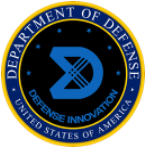 DEPARTMENT OF DEFENSE
DEFENSE INNOVATION
UNITED STATES OF AMERICA